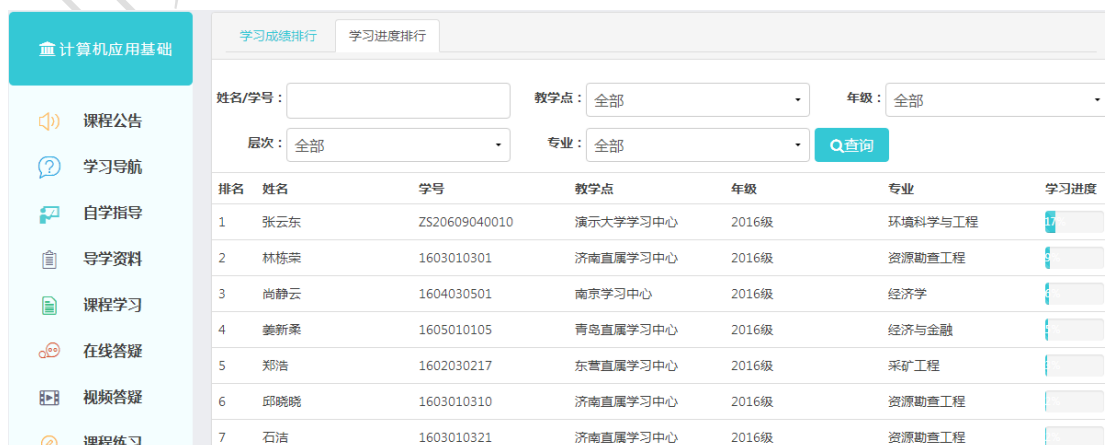 计算机应用基础
学习成绩排行 学习进度排行
姓名/学号： 教学点： 全部 年级： 全部
层次： 全部 专业： 全部 查询
课程公告
学习导航
自学指导
导学资料
课程学习
在线答疑
视频答疑
课程练习
排名 姓名 学号 教学点 年级 专业 学习进度
1 张云东 ZS20609040010 演示大学学习中心 2016级 环境科学与工程 17%
2 林栋荣 1603010301 济南直属学习中心 2016级 资源勘查工程
3 尚静云 1604030501 南京学习中心 2016级 经济学
4 姜新柔 1605010105 青岛直属学习中心 2016级 经济与金融
5 郑浩 1602030217 东营直属学习中心 2016级 采矿工程
6 邱晓晓 1603010310 济南直属学习中心 2016级 资源勘查工程
7 石洁 1603010321 济南直属学习中心 2016级 资源勘查工程